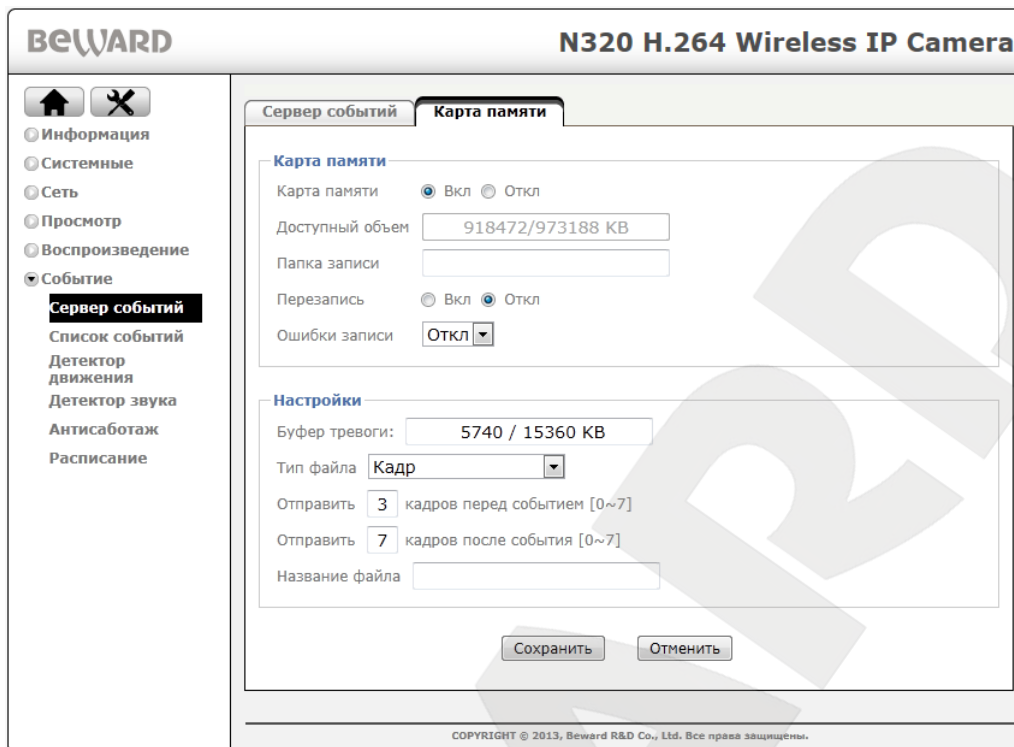 BEWARD
N320 H.264 Wireless IP Camera
Информация
Системные
Сеть
Просмотр
Воспроизведение
Событие
Сервер событий
Список событий
Детектор
движения
Детектор звука
Антисаботаж
Расписание
Сервер событий Карта памяти
Карта памяти
Карта памяти Вкл Откл
Доступный объем 918472/973188 KB
Папка записи
Перезапись Вкл Откл
Ошибки записи Откл
Настройки
Буфер тревоги: 5740 / 15360 KB
Тип файла Кадр
Отправить 3 кадров перед событием [0~7]
Отправить 7 кадров после события [0~7]
Название файла
Сохранить Отменить
COPYRIGHT © 2013, Beward R&D Co., Ltd. Все права защищены.